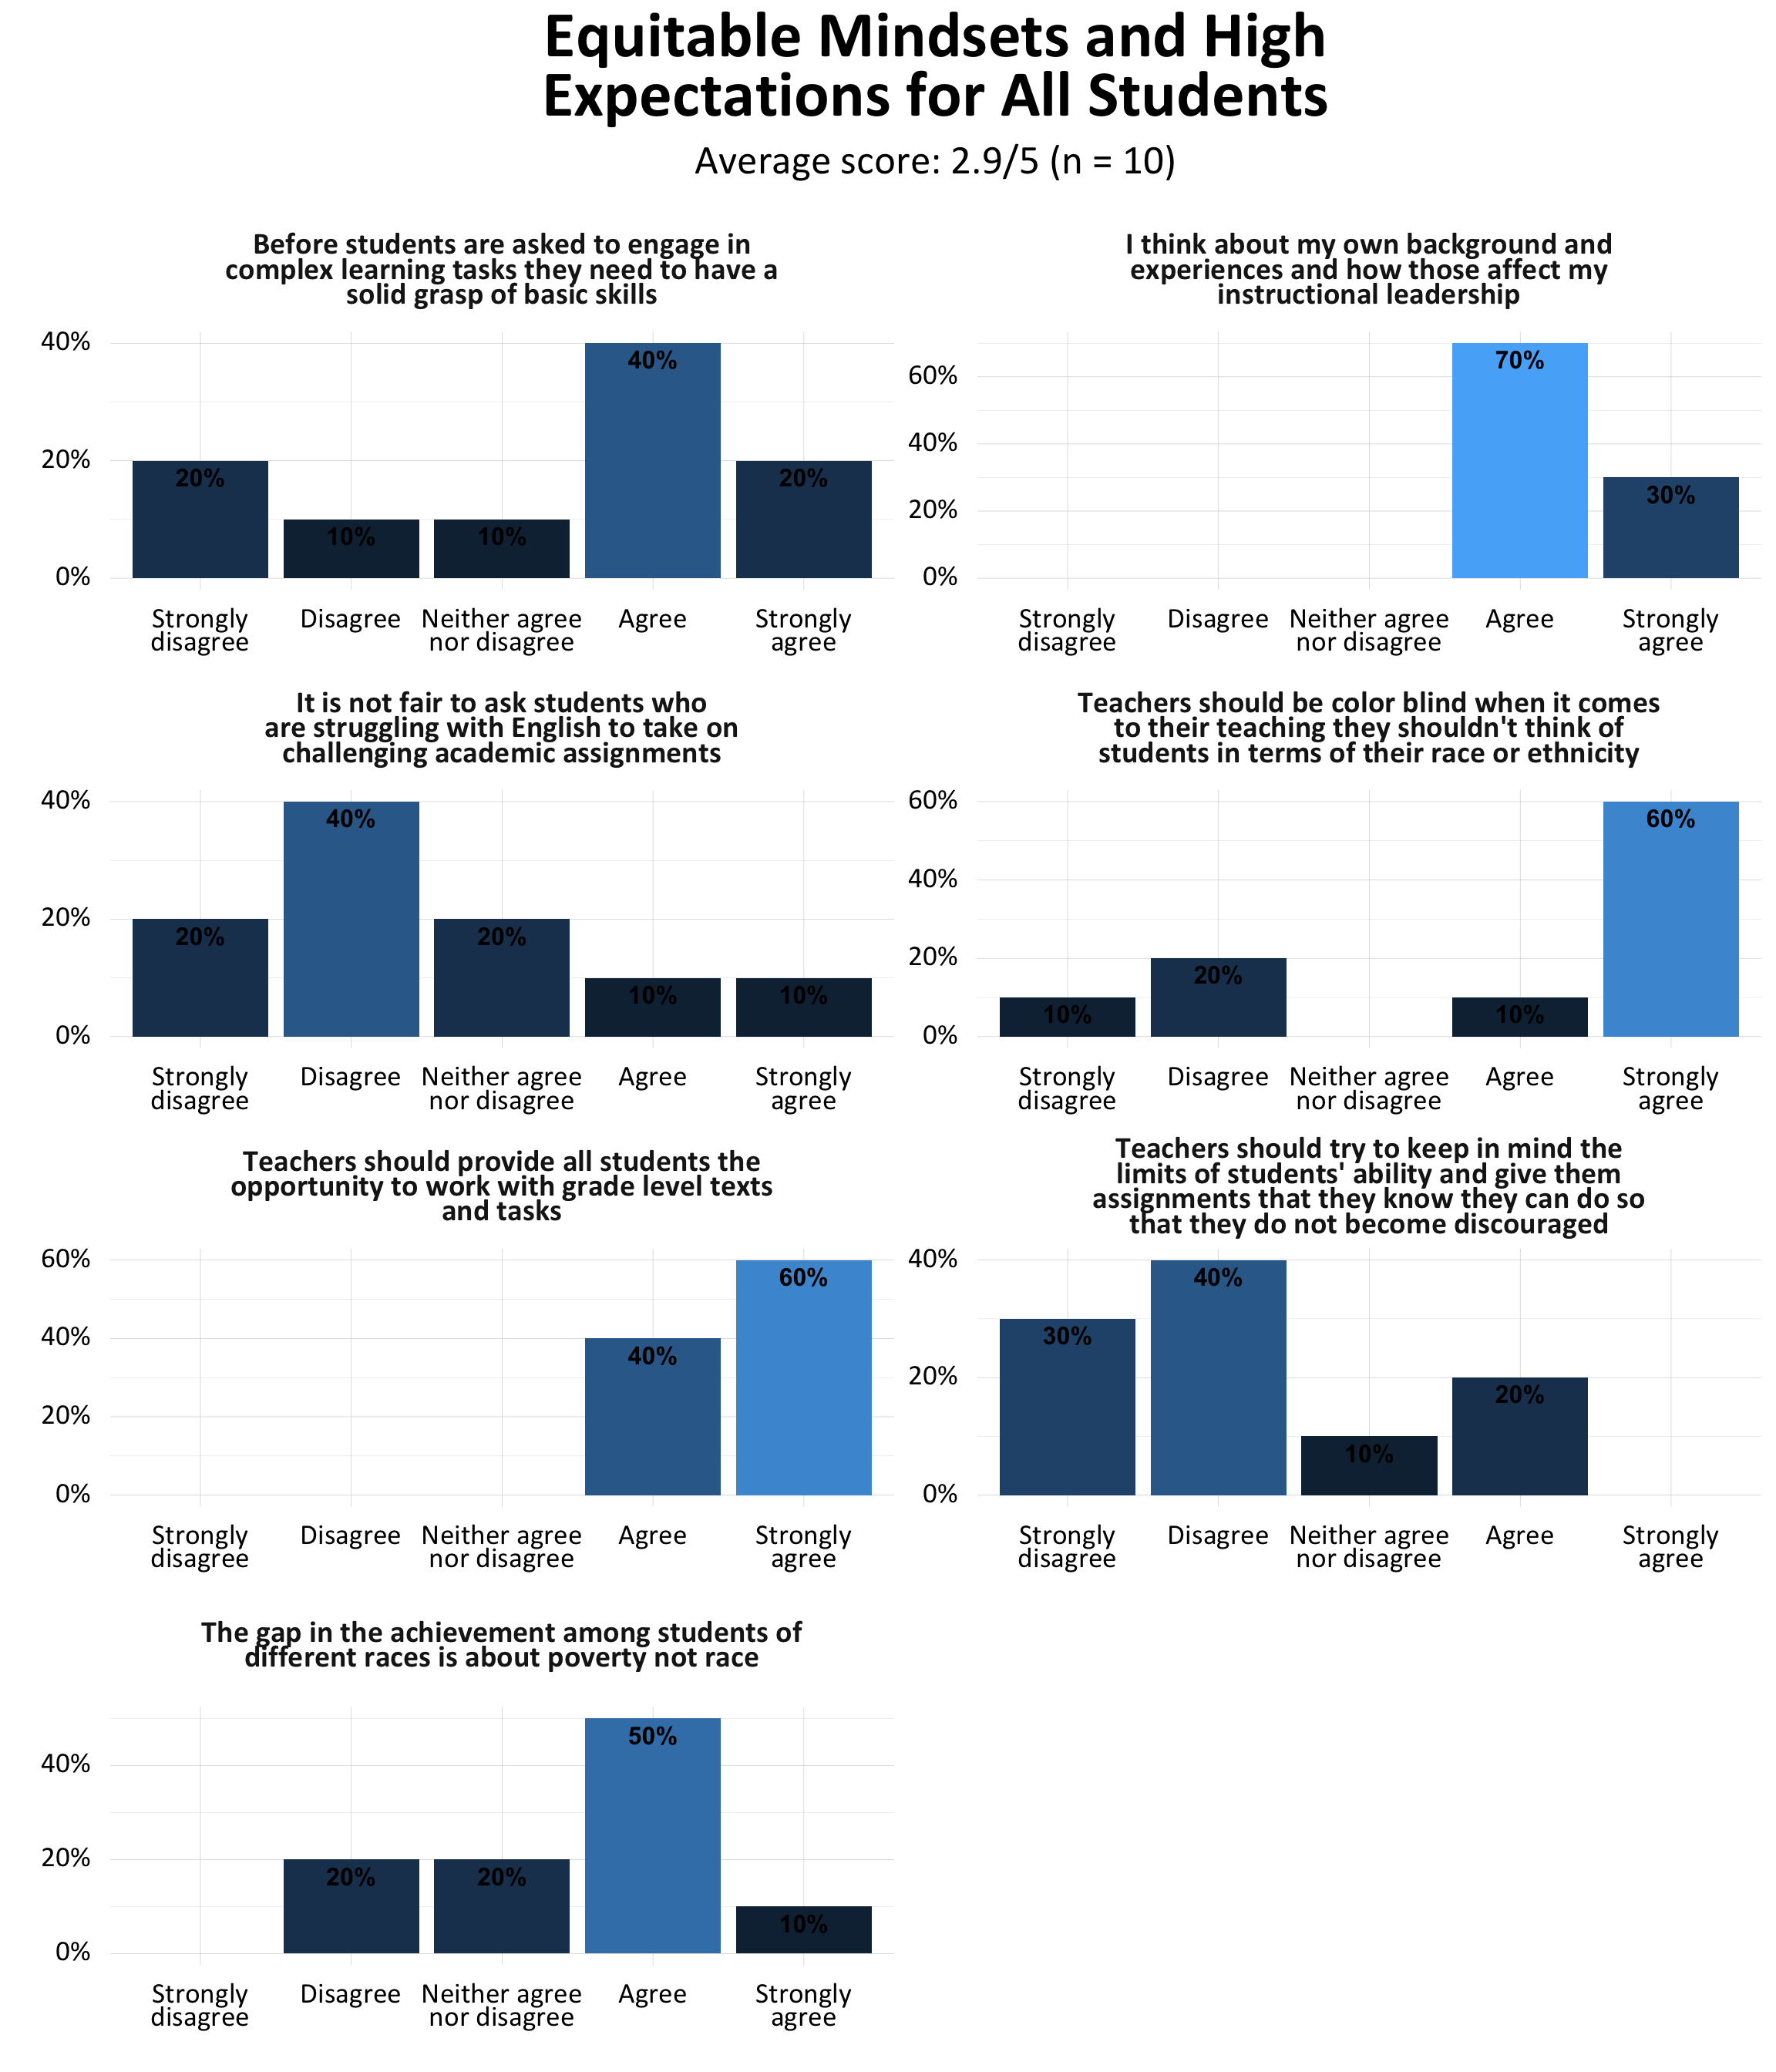 Equitable Mindsets and High
Expectations for All Students
Average score: 2.9/5 (n = 10)
Before students are asked to engage in
complex learning tasks they need to have a
solid grasp of basic skills
40%
20%
0%
20%
10%
10%
40%
20%
Strongly
disagree
Disagree
Neither agree
nor disagree
Agree
Strongly
agree
I think about my own background and
experiences and how those affect my
instructional leadership
60%
40%
20%
0%
70%
30%
Strongly
disagree
Disagree
Neither agree
nor disagree
Agree
Strongly
agree
It is not fair to ask students who
are struggling with English to take on
challenging academic assignments
40%
20%
0%
20%
40%
20%
10%
10%
Strongly
disagree
Disagree
Neither agree
nor disagree
Agree
Strongly
agree
Teachers should be color blind when it comes
to their teaching they shouldn't think of
students in terms of their race or ethnicity
60%
40%
20%
0%
10%
20%
10%
60%
Strongly
disagree
Disagree
Neither agree
nor disagree
Agree
Strongly
agree
Teachers should provide all students the
opportunity to work with grade level texts
and tasks
60%
40%
20%
0%
40%
60%
Strongly
disagree
Disagree
Neither agree
nor disagree
Agree
Strongly
agree
Teachers should try to keep in mind the
limits of students' ability and give them
assignments that they know they can do so
that they do not become discouraged
40%
20%
0%
30%
40%
10%
20%
Strongly
disagree
Disagree
Neither agree
nor disagree
Agree
Strongly
agree
The gap in the achievement among students of
different races is about poverty not race
40%
20%
0%
20%
20%
50%
10%
Strongly
disagree
Disagree
Neither agree
nor disagree
Agree
Strongly
agree